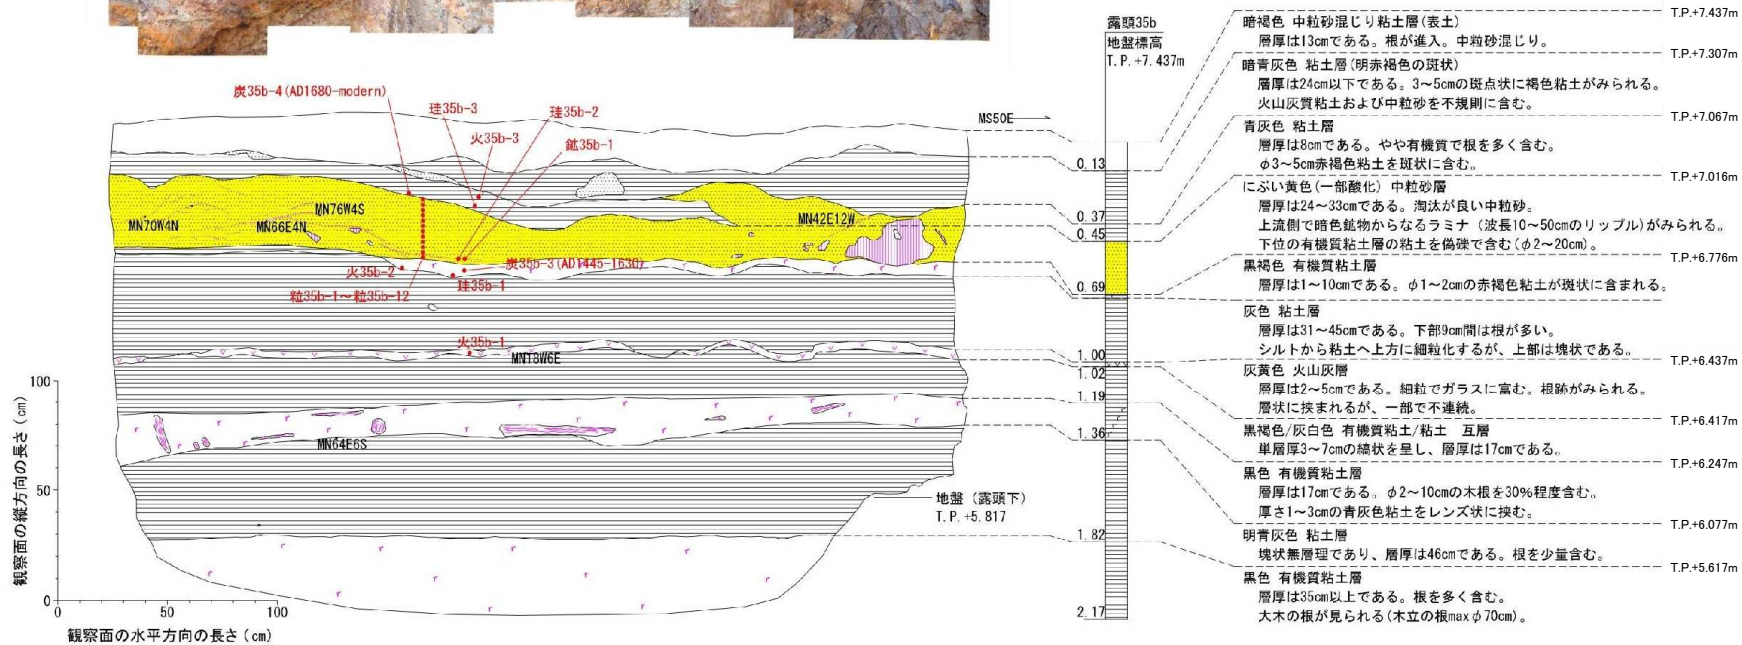 露頭35b
地盤標高
T.P.+7.437m
MS50E
炭35b-4(AD1680-modern)
珪35b-3
珪35b-2
火35b-3
鉱35b-1
MN70W4N
MN66E4N
MN76W4S
MN42E12W
火35b-2
炭35b-3(AD1445-1630)
珪35b-1
粒35b-1～粒35b-12
火35b-1
MN18W6E
MN64E6S
地盤（露頭下）
T.P.+5.817
0.13
0.37
0.45
0.69
1.00
1.02
1.19
1.36
1.82
2.17
100
50
0
観察面の縦方向の長さ(cm)
0
50
100
観察面の水平方向の長さ(cm)
T.P.+7.437m
暗褐色 中粒砂混じり粘土層(表土)
層厚は13cmである。根が進入。中粒砂混じり。
T.P.+7.307m
暗青灰色 粘土層(明赤褐色の斑状)
層厚は24cm以下である。3～5cmの斑点状に褐色粘土がみられる。
火山灰質粘土および中粒砂を不規則に含む。
T.P.+7.067m
青灰色 粘土層
層厚は8cmである。やや有機質で根を多く含む。
φ3～5cm赤褐色粘土を斑状に含む。
T.P.+7.016m
にぶい黄色(一部酸化) 中粒砂層
層厚は24～33cmである。淘汰が良い中粒砂。
上流側で暗色鉱物からなるラミナ（波長10～50cmのリップル)がみられる。
下位の有機質粘土層の粘土を偽礫で含む(φ2～20cm)。
T.P.+6.776m
黒褐色 有機質粘土層
層厚は1～10cmである。φ1～2cmの赤褐色粘土が斑状に含まれる。
灰色 粘土層
層厚は31～45cmである。下部9cm間は根が多い。
シルトから粘土へ上方に細粒化するが、上部は塊状である。
T.P.+6.437m
灰黄色 火山灰層
層厚は2～5cmである。細粒でガラスに富む。根跡がみられる。
層状に挟まれるが、一部で不連続。
T.P.+6.417m
黒褐色/灰白色 有機質粘土/粘土 互層
単層厚3～7cmの縞状を呈し、層厚は17cmである。
T.P.+6.247m
黒色 有機質粘土層
層厚は17cmである。φ2～10cmの木根を30%程度含む。
厚さ1～3cmの青灰色粘土をレンズ状に挟む。
T.P.+6.077m
明青灰色 粘土層
塊状無層理であり、層厚は46cmである。根を少量含む。
T.P.+5.617m
黒色 有機質粘土層
層厚は35cm以上である。根を多く含む。
大木の根が見られる(木立の根maxφ70cm)。